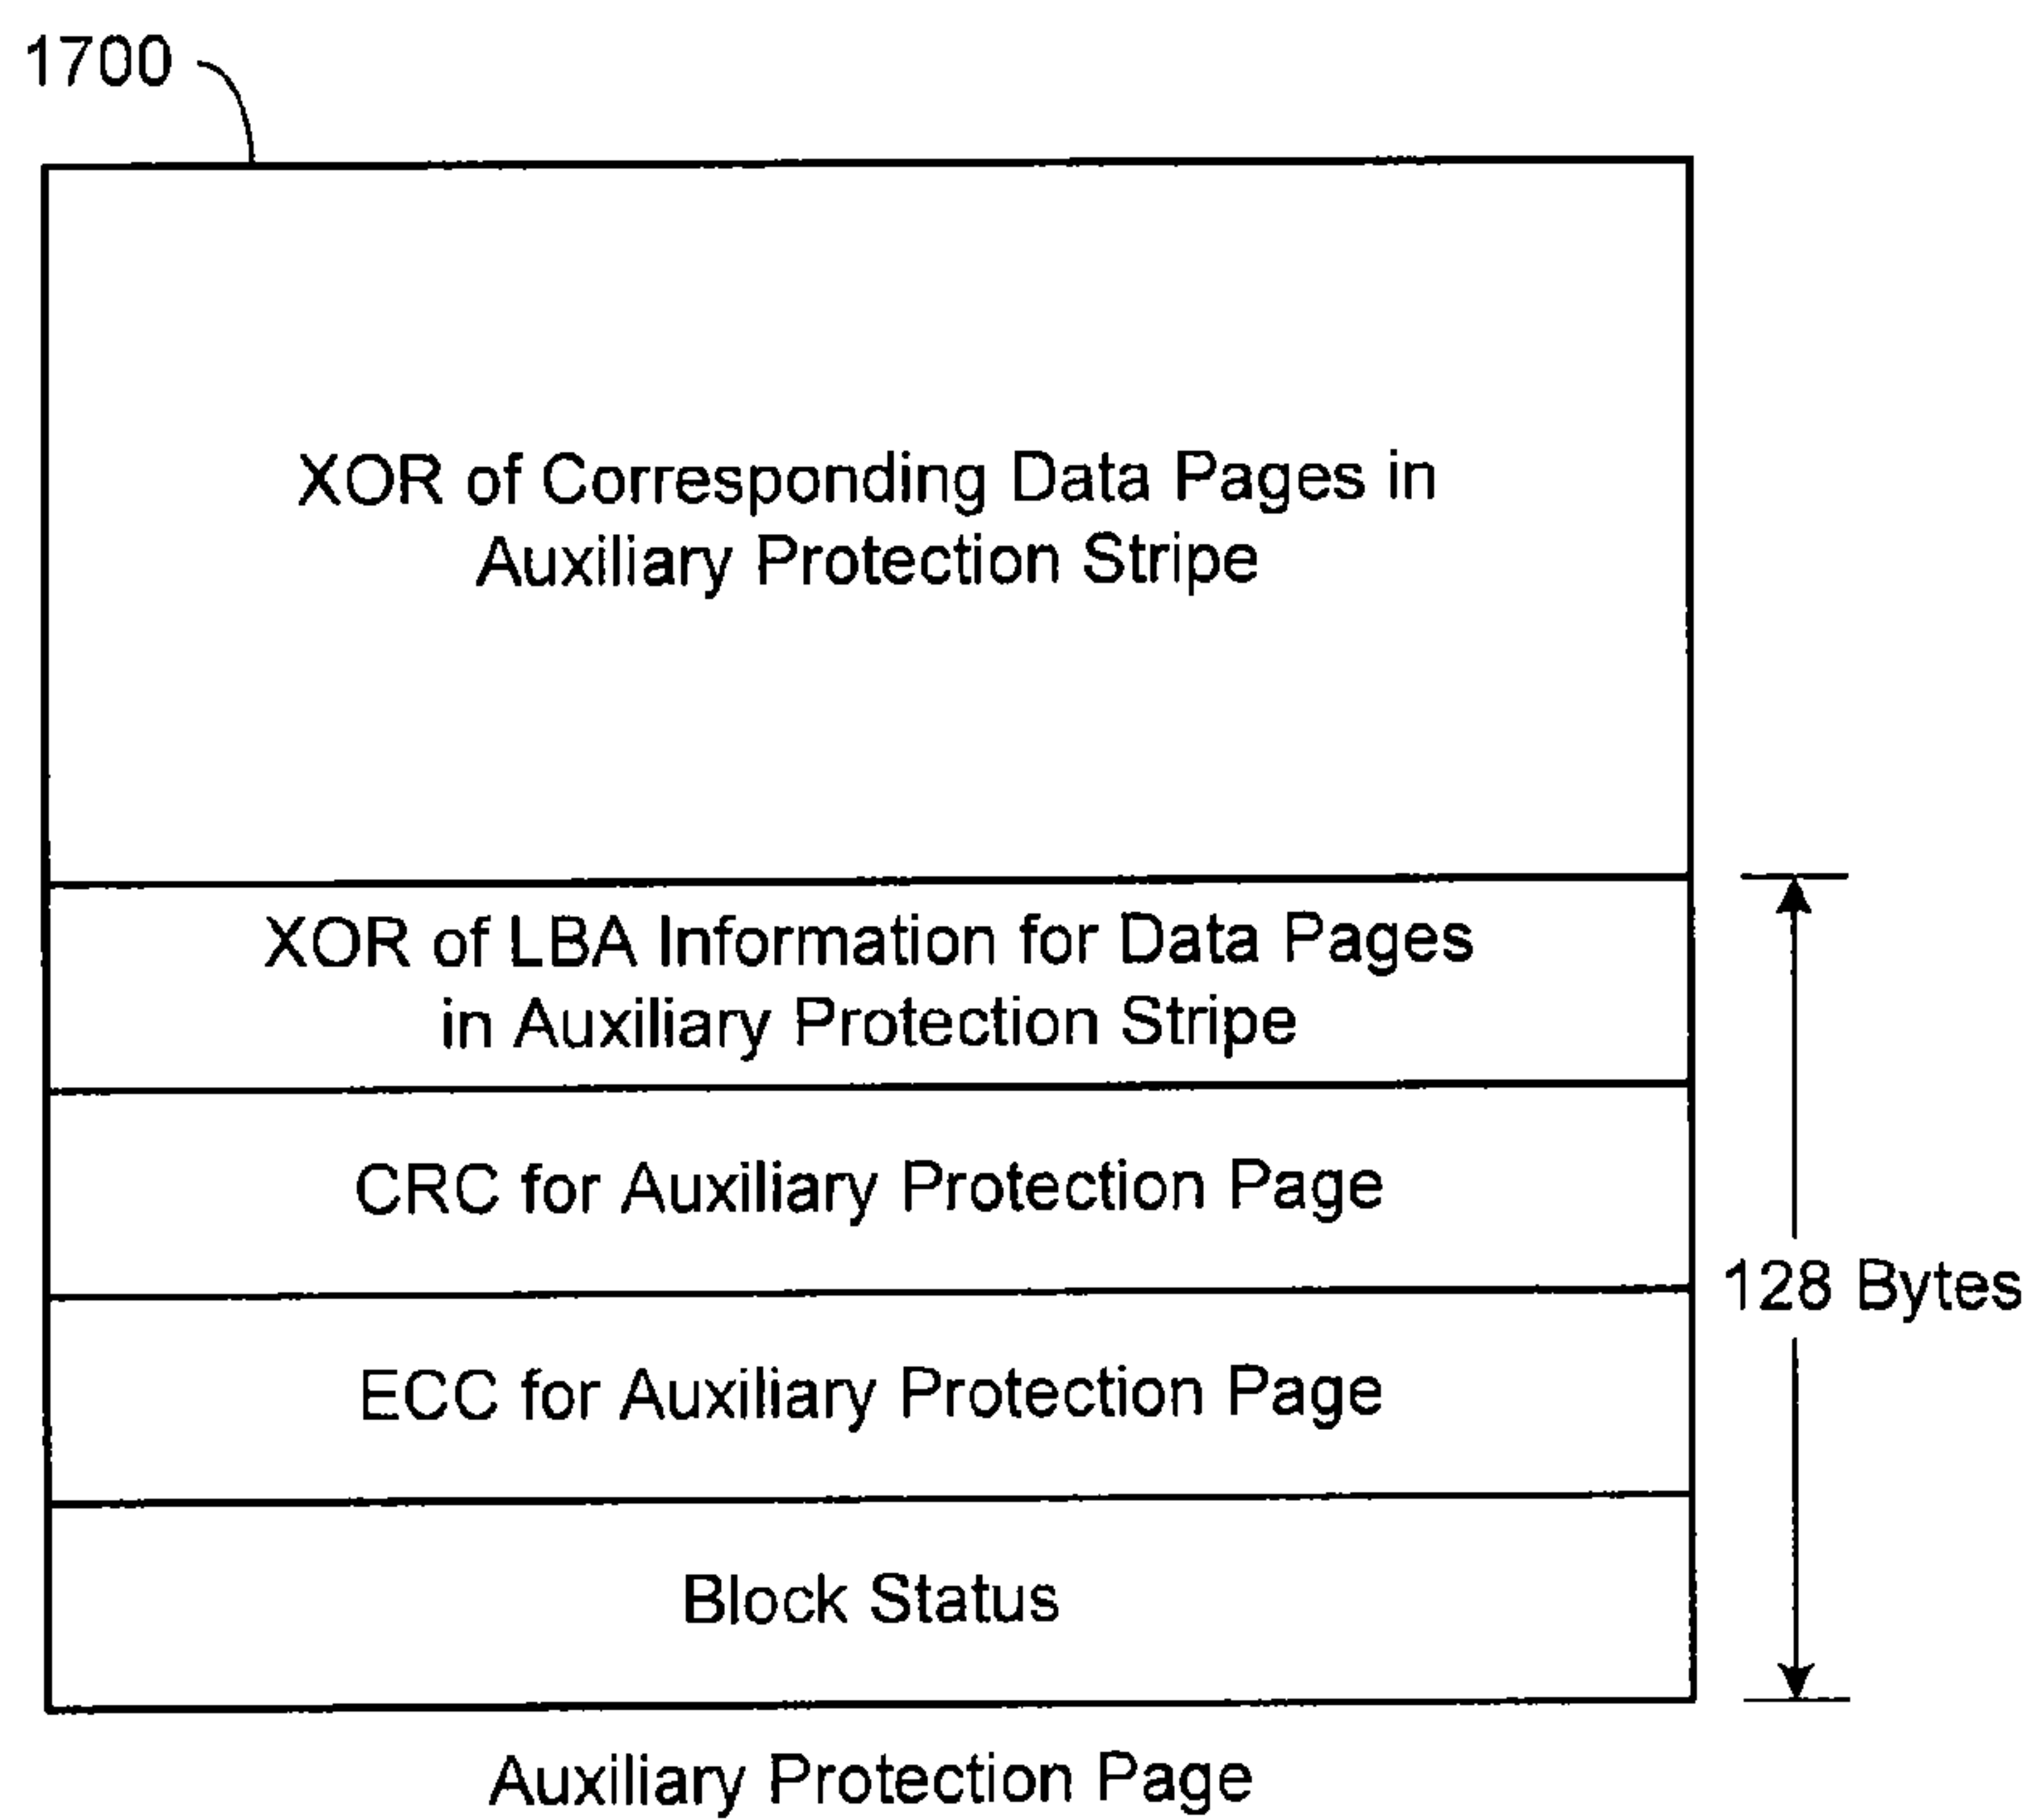 1700
XOR of Corresponding Data Pages in
Auxiliary Protection Stripe
XOR of LBA Information for Data Pages
in Auxiliary Protection Stripe
CRC for Auxiliary Protection Page
128 Bytes
ECC for Auxiliary Protection Page
Block Status
Auxiliary Protection Page